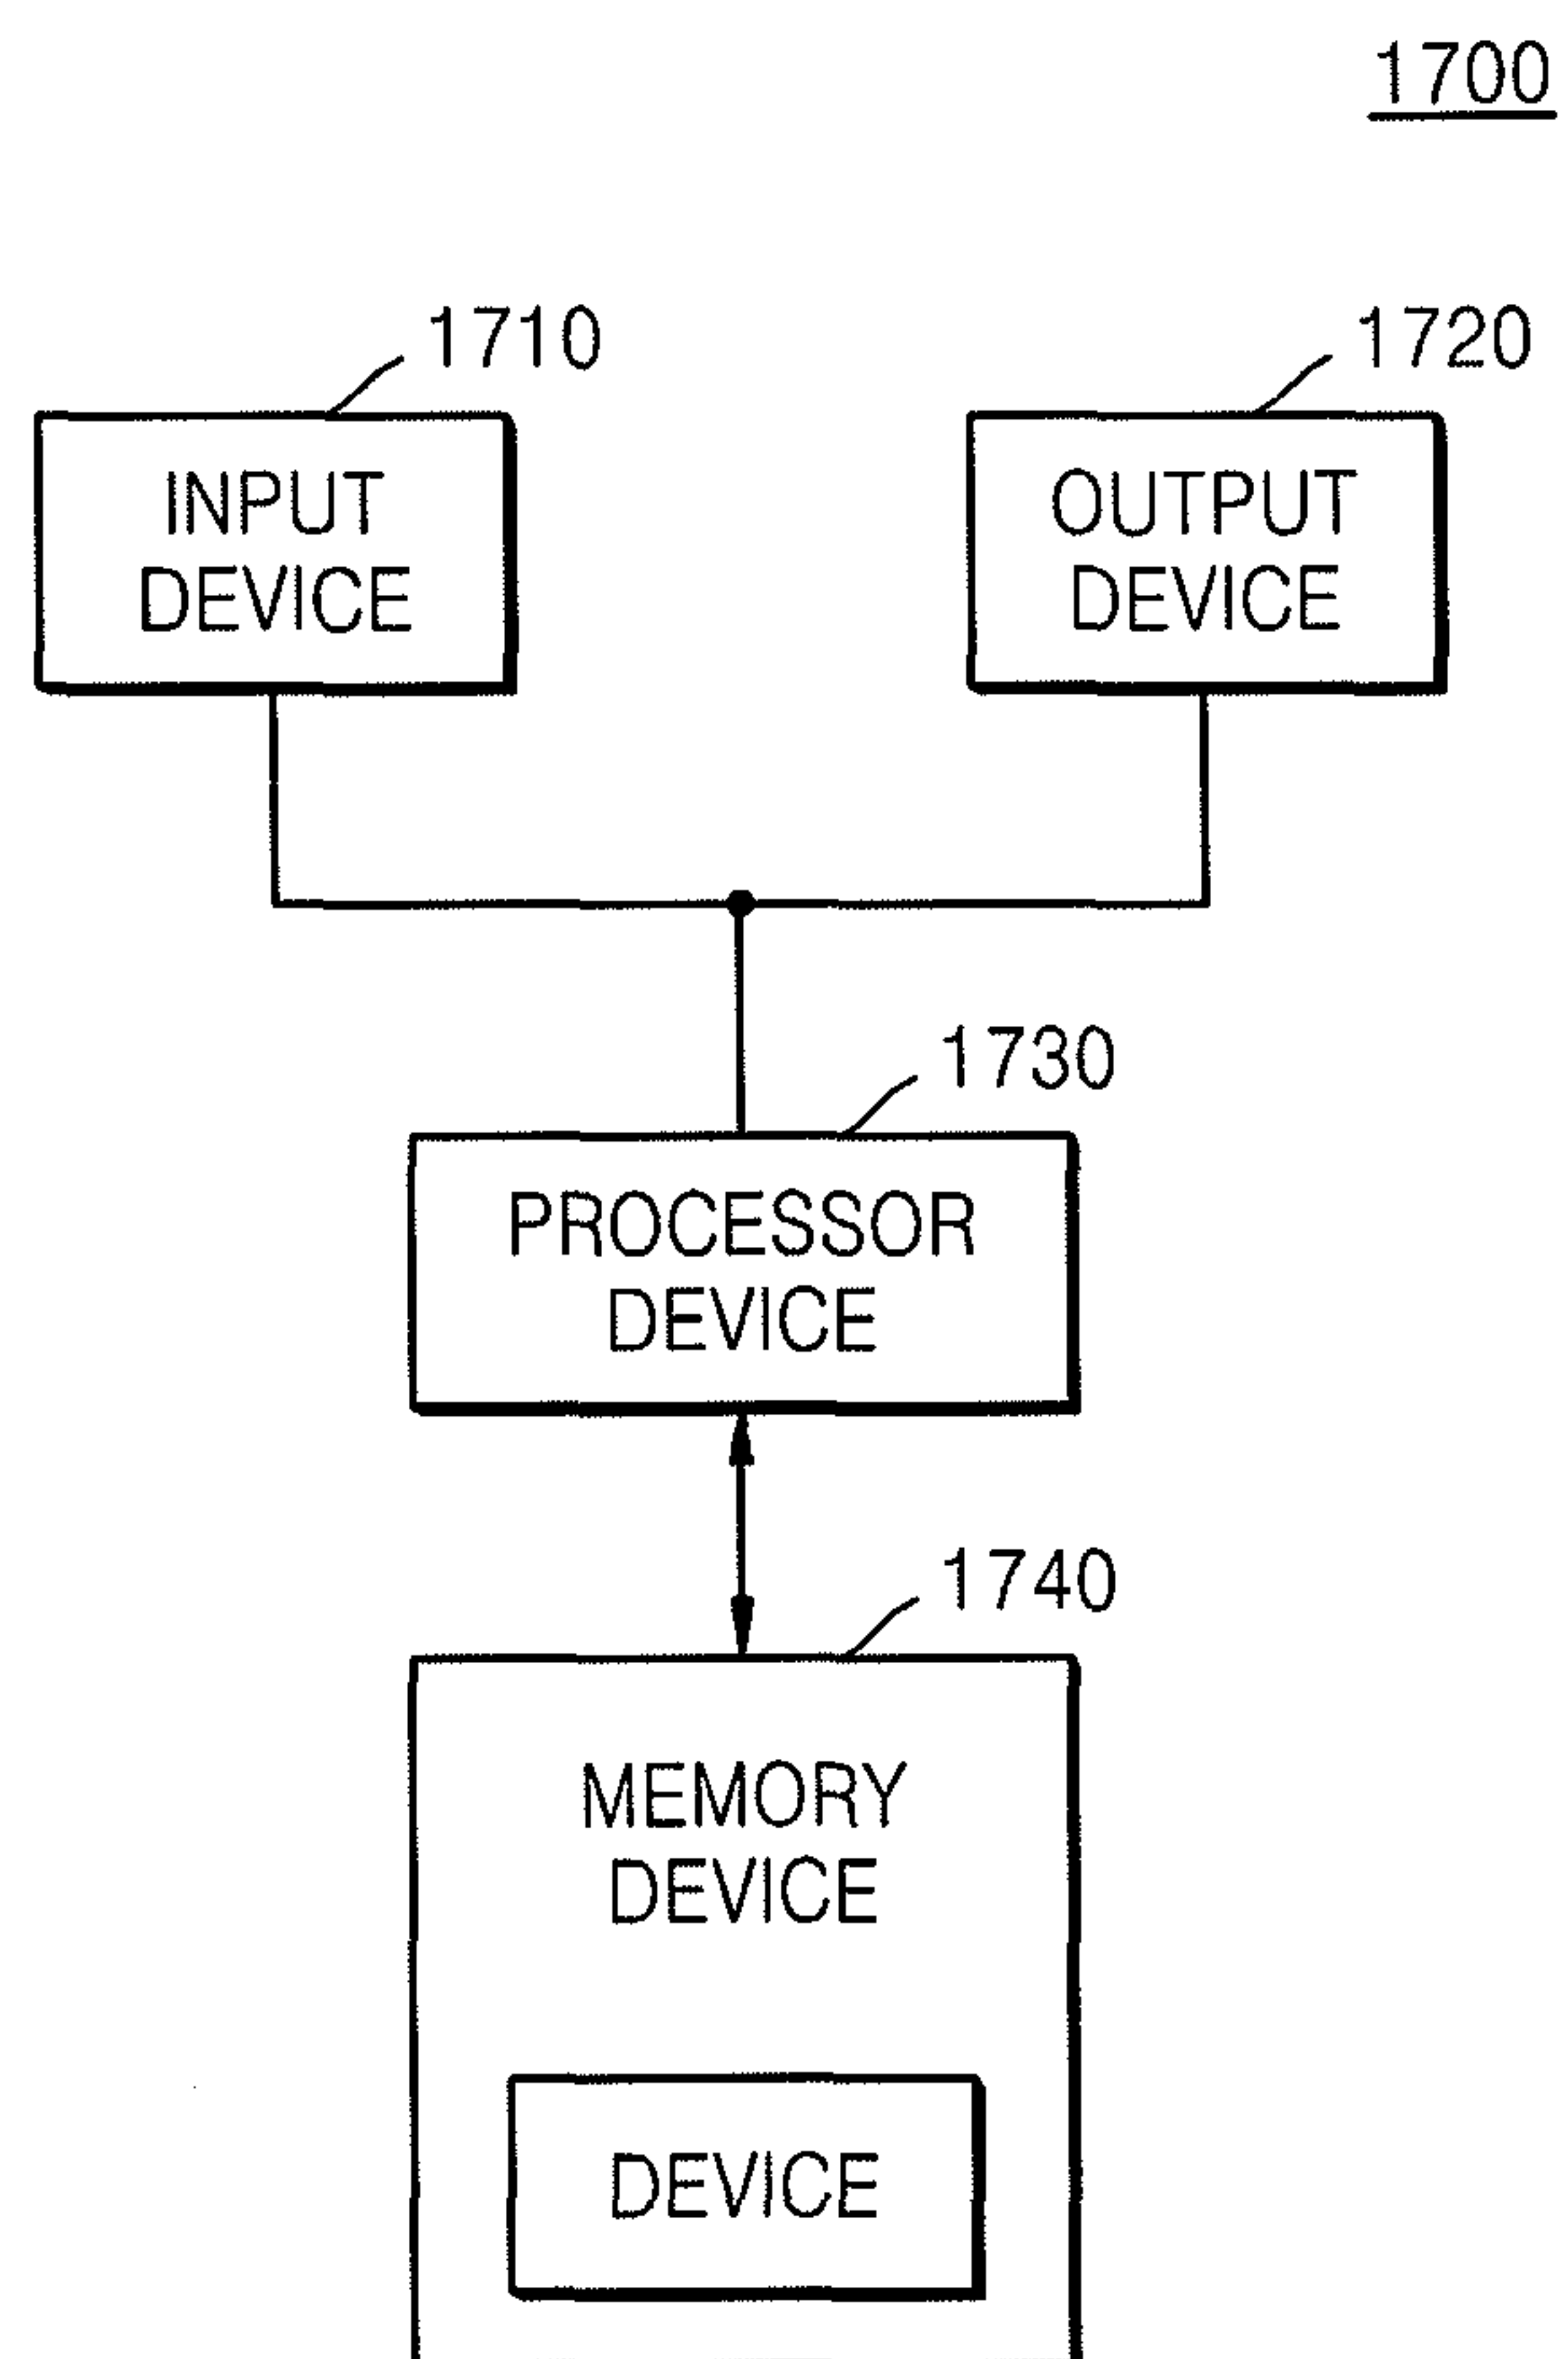 1700
1710
1720
INPUT
DEVICE
OUTPUT
DEVICE
1730
PROCESSOR
DEVICE
1740
MEMORY
DEVICE
DEVICE